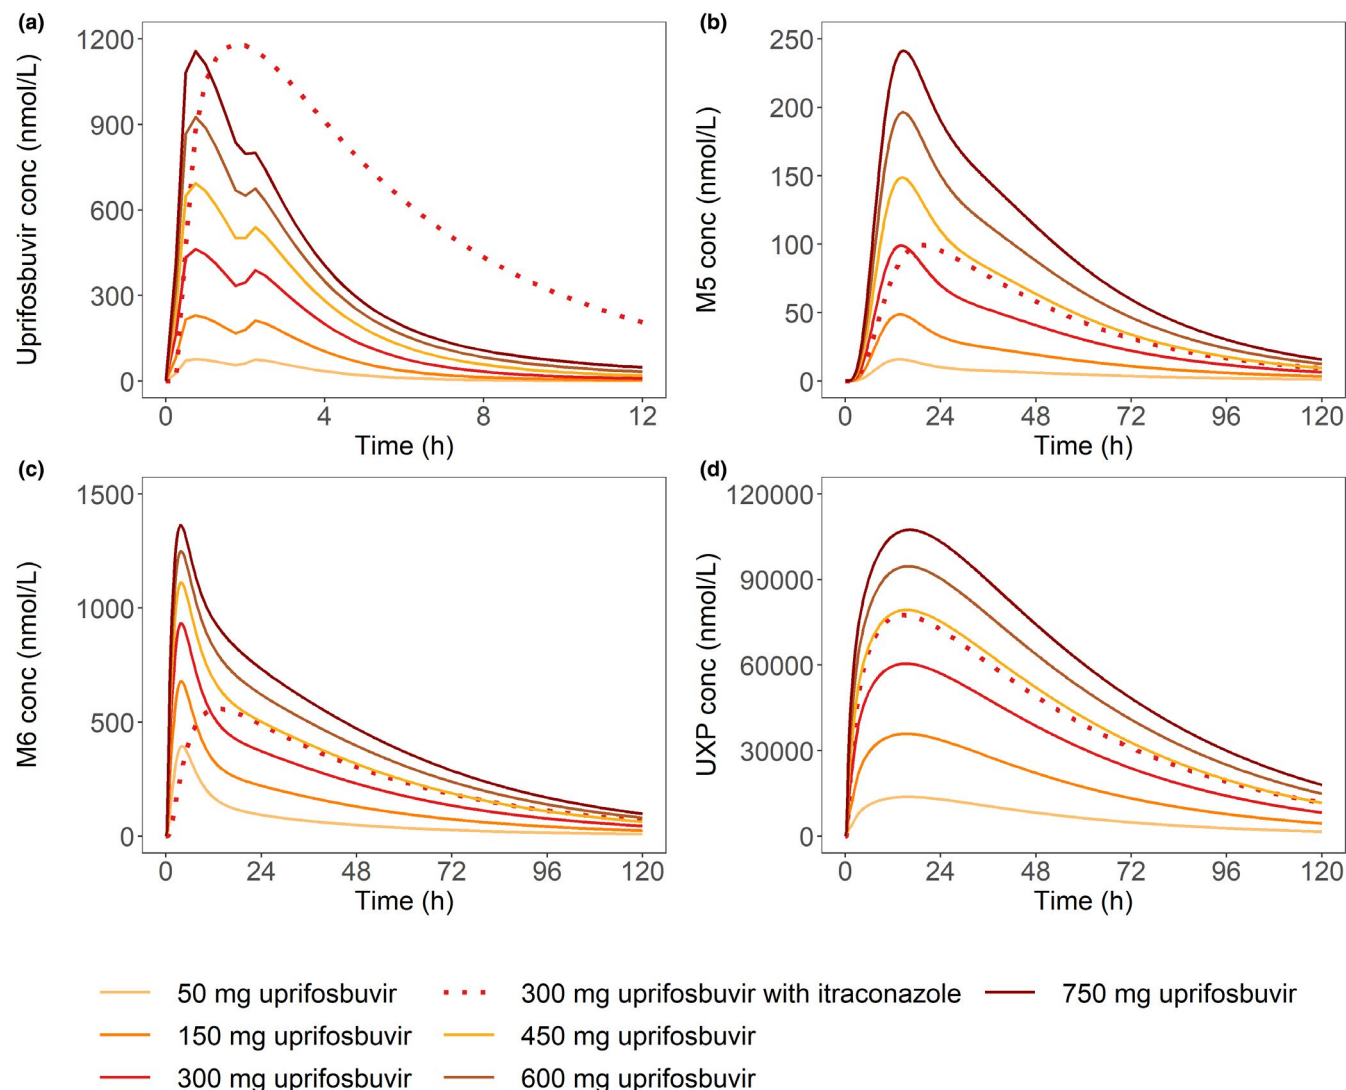 (a)
Uprifosbuvir conc (nmol/L)
1200
900
600
300
0
0 4 8 12
Time (h)
(b)
M5 conc (nmol/L)
250
200
150
100
50
0
0 24 48 72 96 120
Time (h)
(c)
M6 conc (nmol/L)
1500
1000
500
0
0 24 48 72 96 120
Time (h)
(d)
UXP conc (nmol/L)
120000
90000
60000
30000
0
0 24 48 72 96 120
Time (h)
50 mg uprifosbuvir 300 mg uprifosbuvir with itraconazole 750 mg uprifosbuvir
150 mg uprifosbuvir 450 mg uprifosbuvir
300 mg uprifosbuvir 600 mg uprifosbuvir